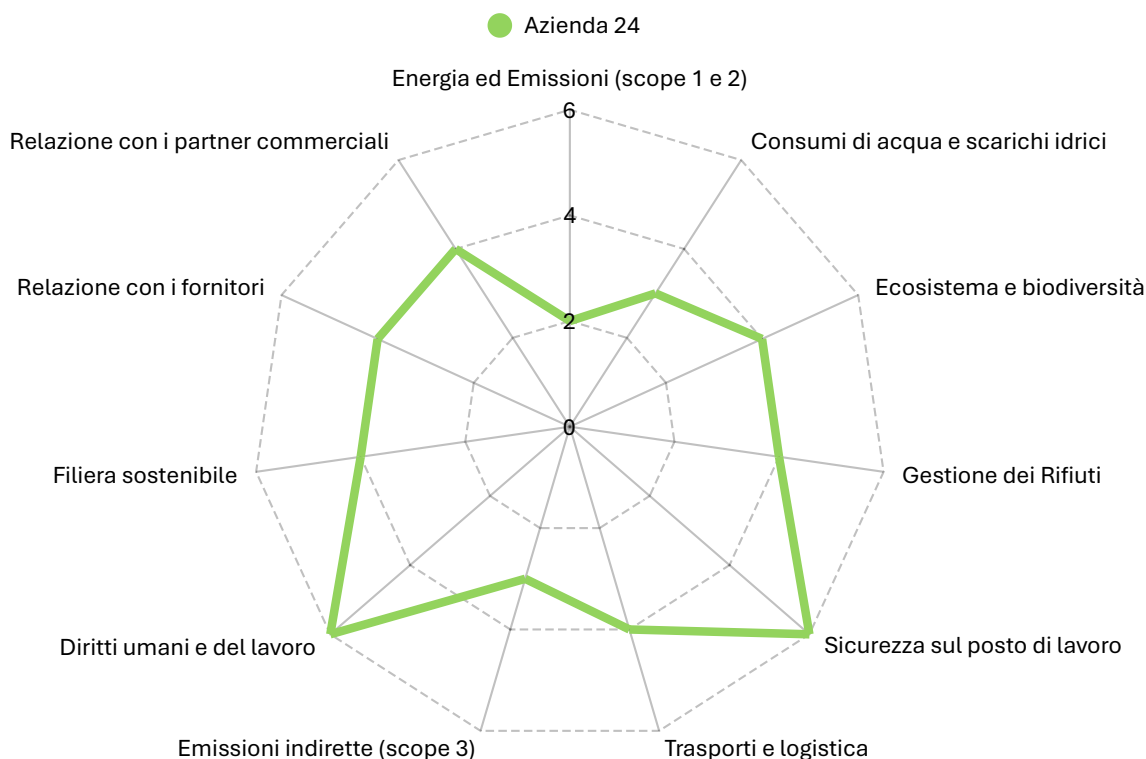 Azienda 24
Energia ed Emissioni (scope 1 e 2)
6
Relazione con i partner commerciali
Consumi di acqua e scarichi idrici
4
Relazione con i fornitori
Ecosistema e biodiversità
2
0
Filiera sostenibile
Gestione dei Rifiuti
Diritti umani e del lavoro
Sicurezza sul posto di lavoro
Emissioni indirette (scope 3)
Trasporti e logistica